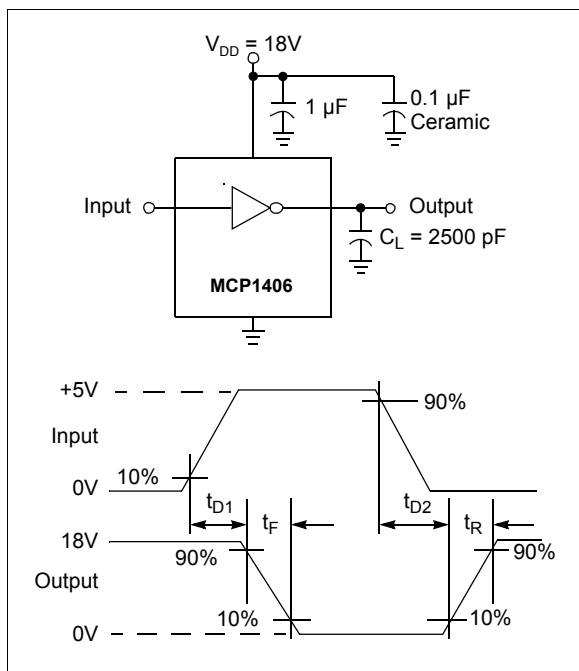 V_DD = 18V
1 µF
0.1 µF
Ceramic
Input
Output
C_L = 2500 pF
MCP1406
+5V
90%
Input
10%
0V
t_D1
t_F
t_D2
t_R
18V
90%
90%
Output
10%
10%
0V